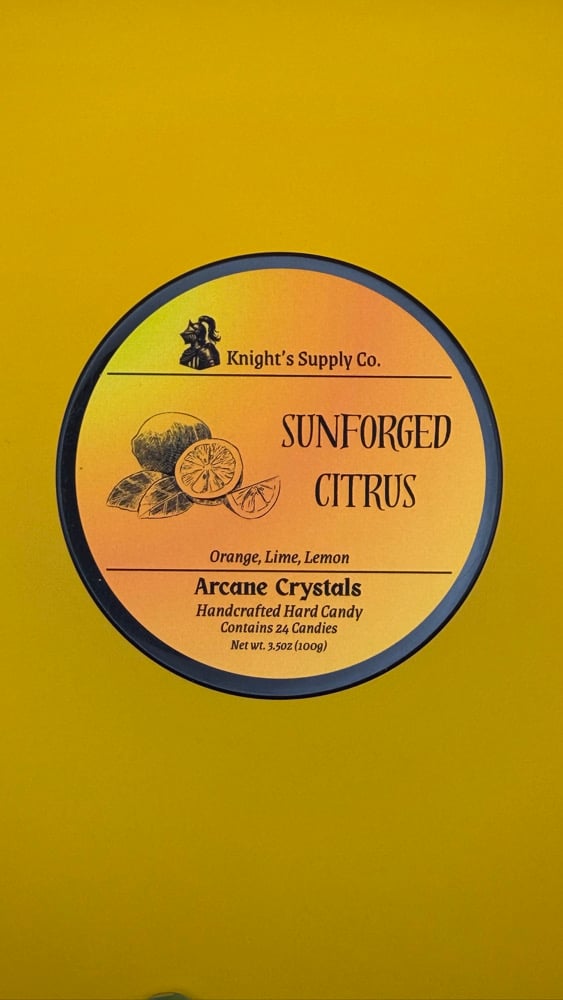 Knight's Supply Co.
SUNFORGED
CITRUS
Orange, Lime, Lemon
Arcane Crystals
Handcrafted Hard Candy
Contains 24 Candies
Net wt. 3.5oz (100g)